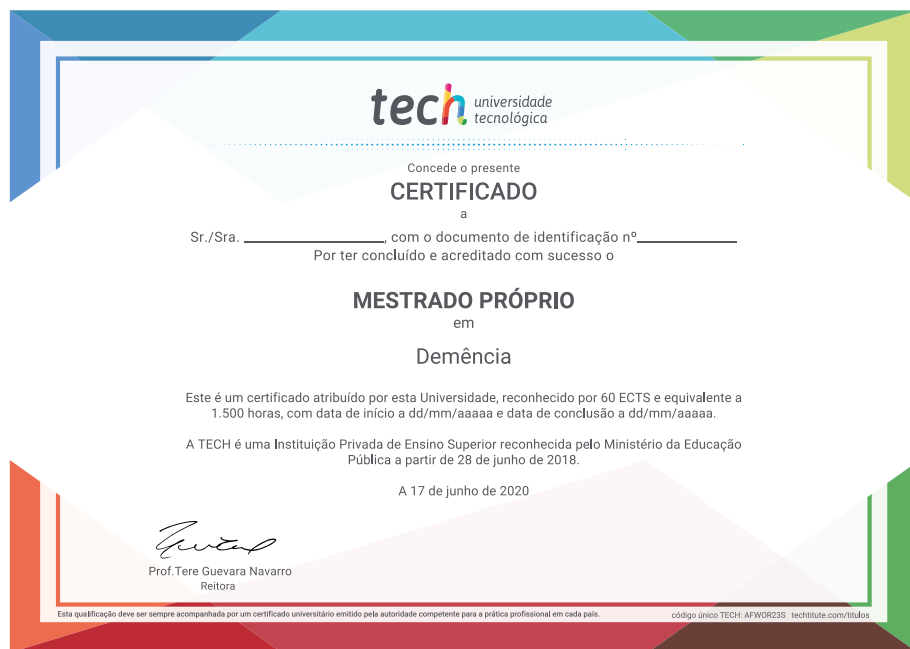 tech universidade
tecnológica
Concede o presente
CERTIFICADO
a
Sr./Sra. ____________, com o documento de identificação nº_________
Por ter concluído e acreditado com sucesso o
MESTRADO PRÓPRIO
em
Demência
Este é um certificado atribuído por esta Universidade, reconhecido por 60 ECTS e equivalente a
1.500 horas, com data de início a dd/mm/aaaaa e data de conclusão a dd/mm/aaaaa.
A TECH é uma Instituição Privada de Ensino Superior reconhecida pelo Ministério da Educação
Pública a partir de 28 de junho de 2018.
A 17 de junho de 2020
Prof.Tere Guevara Navarro
Reitora
Esta qualificação deve ser sempre acompanhada por um certificado universitário emitido pela autoridade competente para a prática profissional em cada país.
código único TECH: AFWOR23S techtitute.com/titulos